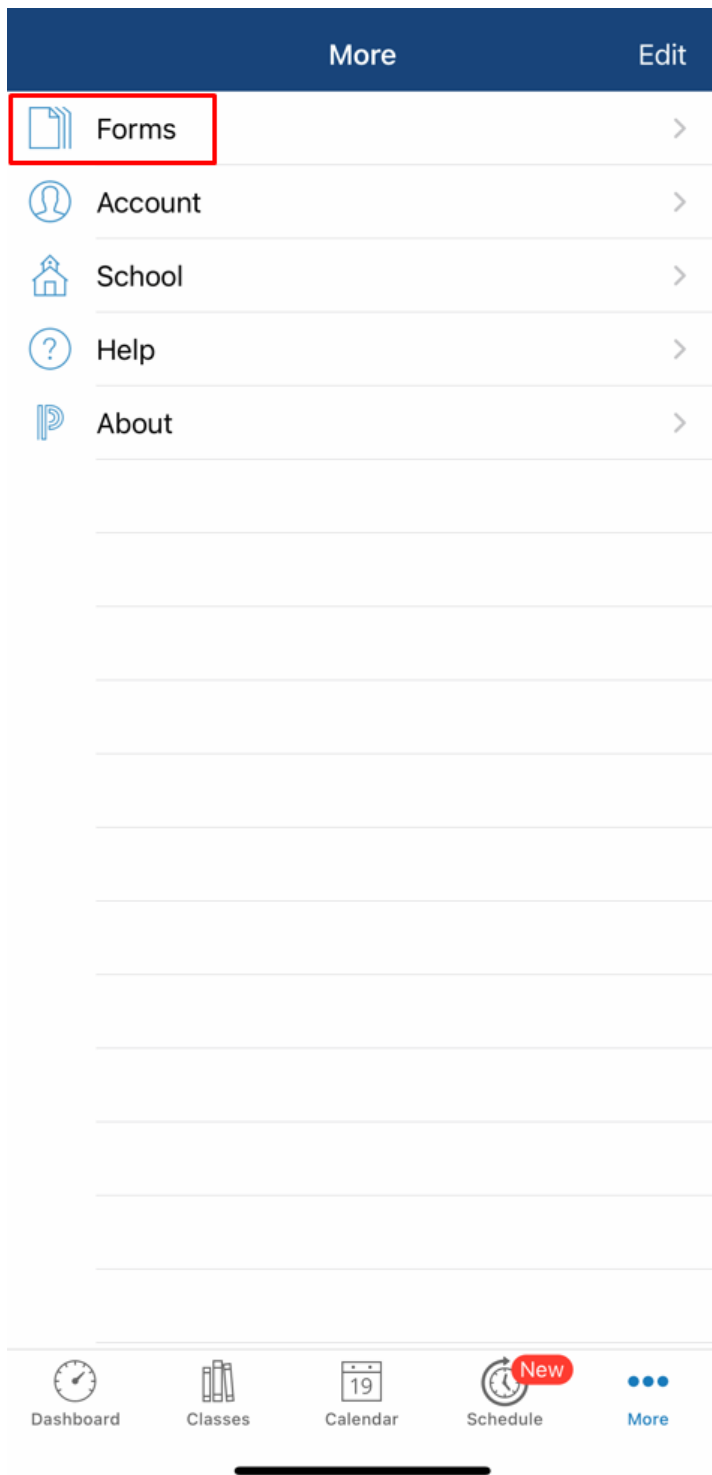 More
Edit
Forms
Account
School
?
Help
About
19
New
Dashboard
Classes
Calendar
Schedule
More